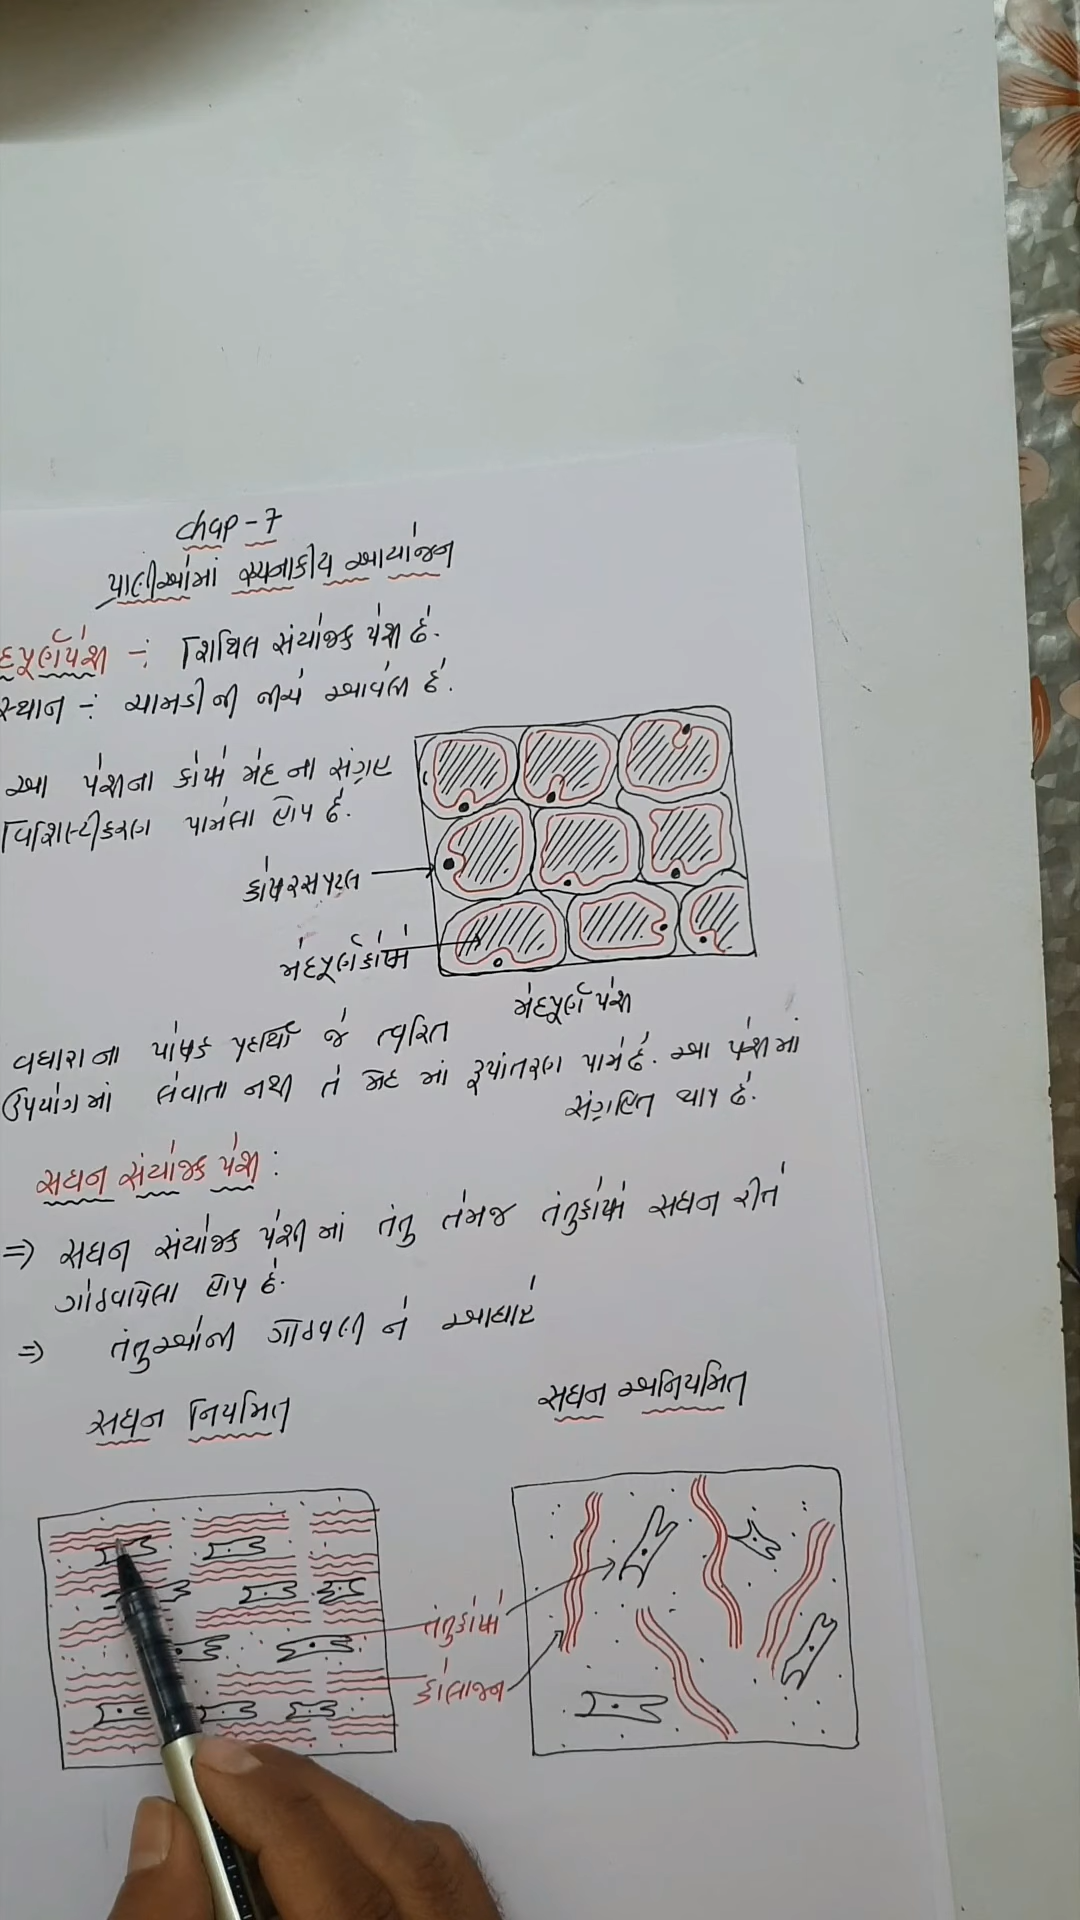 Chap - 7
પ્રાણીઓમાં રચનાકીય આયોજન
દપૂર્ણપેશી -: શિથિલ સંયોજક પેશી છે.
સ્થાન -: ચામડીની નીચે આવેલી છે.
આ પેશીના કોષો મેદ ના સંગ્રહ
વિશિષ્ટીકરણ પામેલા હોય છે.
કોષરસપટલ
મેદપૂર્ણકોષો
મેદપૂર્ણ પેશી
વધારાના પોષક પદાર્થો જે ત્વરિત
ઉપયોગમાં લેવાતા નથી તે મેદ માં રૂપાંતરણ પામે છે. આ પેશીમાં
સંગ્રહિત થાય છે.
સઘન સંયોજક પેશી :
=> સઘન સંયોજક પેશીમાં તંતુ તેમજ તંતુકોષો સઘન રીતે
ગોઠવાયેલા હોય છે.
=> તંતુઓની ગોઠવણી ને આધારે
સઘન નિયમિત સઘન અનિયમિત
તંતુકોષો
કોલાજન